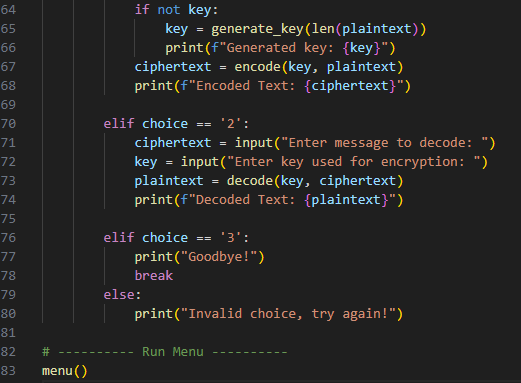 64 if not key:
65 key = generate_key(len(plaintext))
66 print(f"Generated key: {key}")
67 ciphertext = encode(key, plaintext)
68 print(f"Encoded Text: {ciphertext}")
69
70 elif choice == '2':
71 ciphertext = input("Enter message to decode: ")
72 key = input("Enter key used for encryption: ")
73 plaintext = decode(key, ciphertext)
74 print(f"Decoded Text: {plaintext}")
75
76 elif choice == '3':
77 print("Goodbye!")
78 break
79 else:
80 print("Invalid choice, try again!")
81
82 # ---------- Run Menu ----------
83 menu()